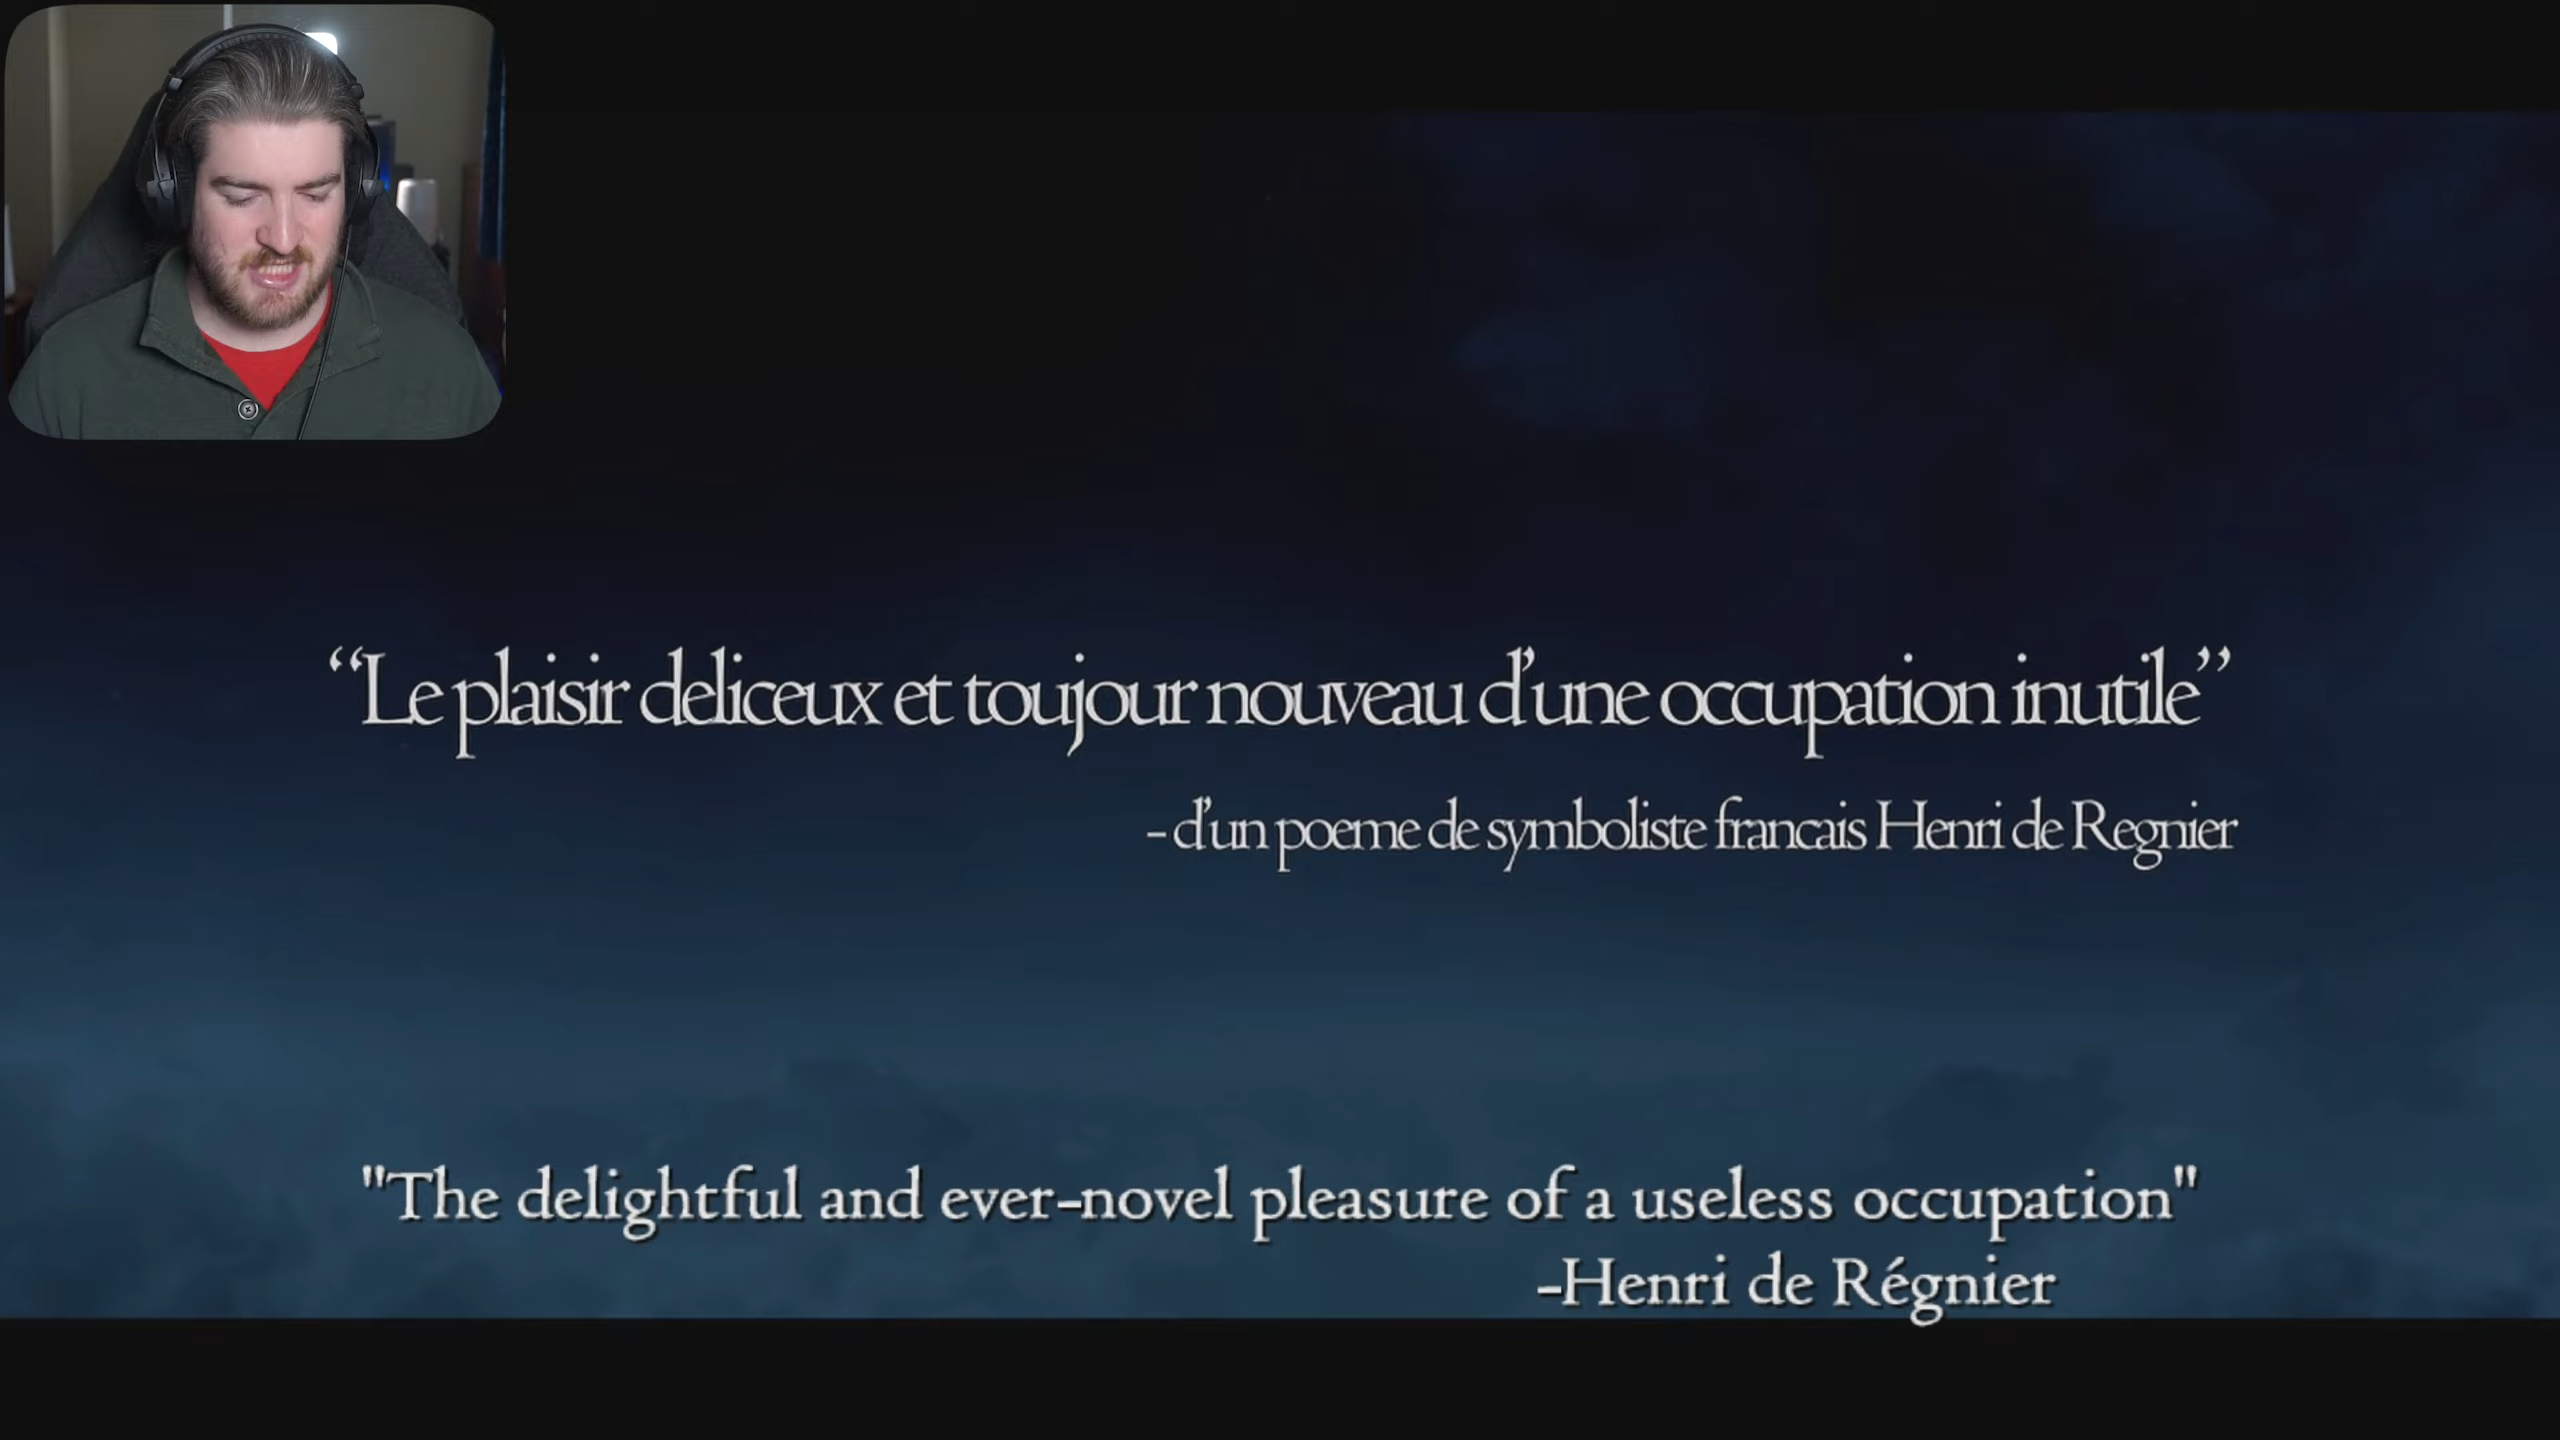 “Le plaisir deliceux et toujour nouveau d'une occupation inutile”
- d'un poeme de symboliste francais Henri de Regnier
"The delightful and ever-novel pleasure of a useless occupation"
-Henri de Régnier